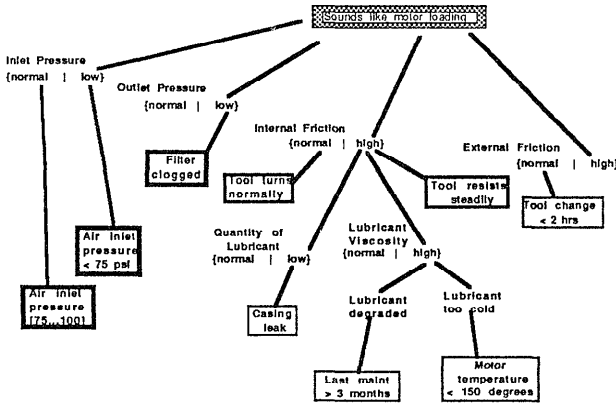 Sounds like motor loading
Inlet Pressure
{normal | low}
Outlet Pressure
{normal | low}
Internal Friction
{normal | high}
External Friction
{normal | high}
Filter
clogged
Tool turns
normally
Tool resists
steadily
Tool change
< 2 hrs
Air inlet
pressure
< 75 psi
Quantity of
Lubricant
{normal | low}
Lubricant
Viscosity
{normal | high}
Air inlet
pressure
[75...100]
Casing
leak
Lubricant
degraded
Lubricant
too cold
Last maint
> 3 months
Motor
temperature
< 150 degrees